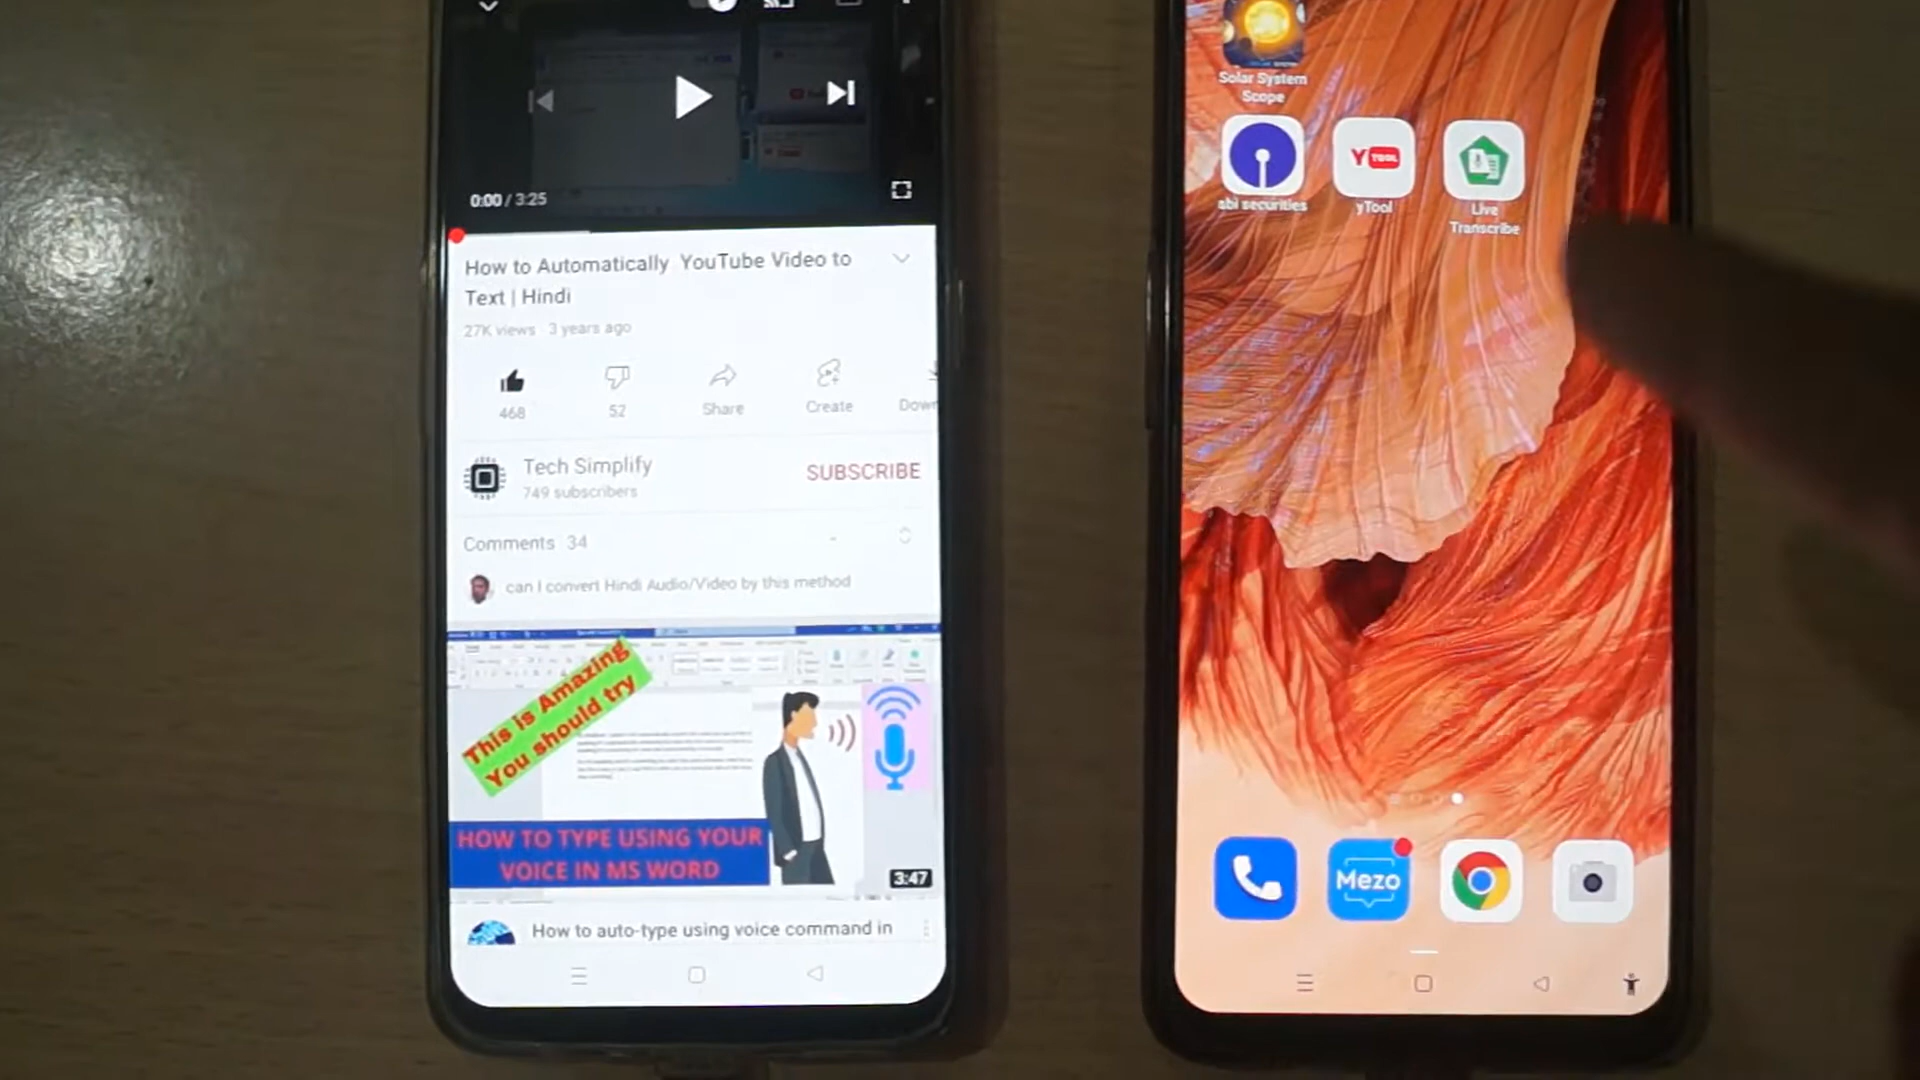 0:00 / 3:25
How to Automatically YouTube Video to
Text | Hindi
27K views · 3 years ago
468
52
Share
Create
Down
Tech Simplify
749 subscribers
SUBSCRIBE
Comments 34
can I convert Hindi Audio/Video by this method
This is Amazing
You should try
HOW TO TYPE USING YOUR
VOICE IN MS WORD
3:47
How to auto-type using voice command in
Solar System
Scope
sbi securities
Y TOOL
yTool
Live
Transcribe
Mezo